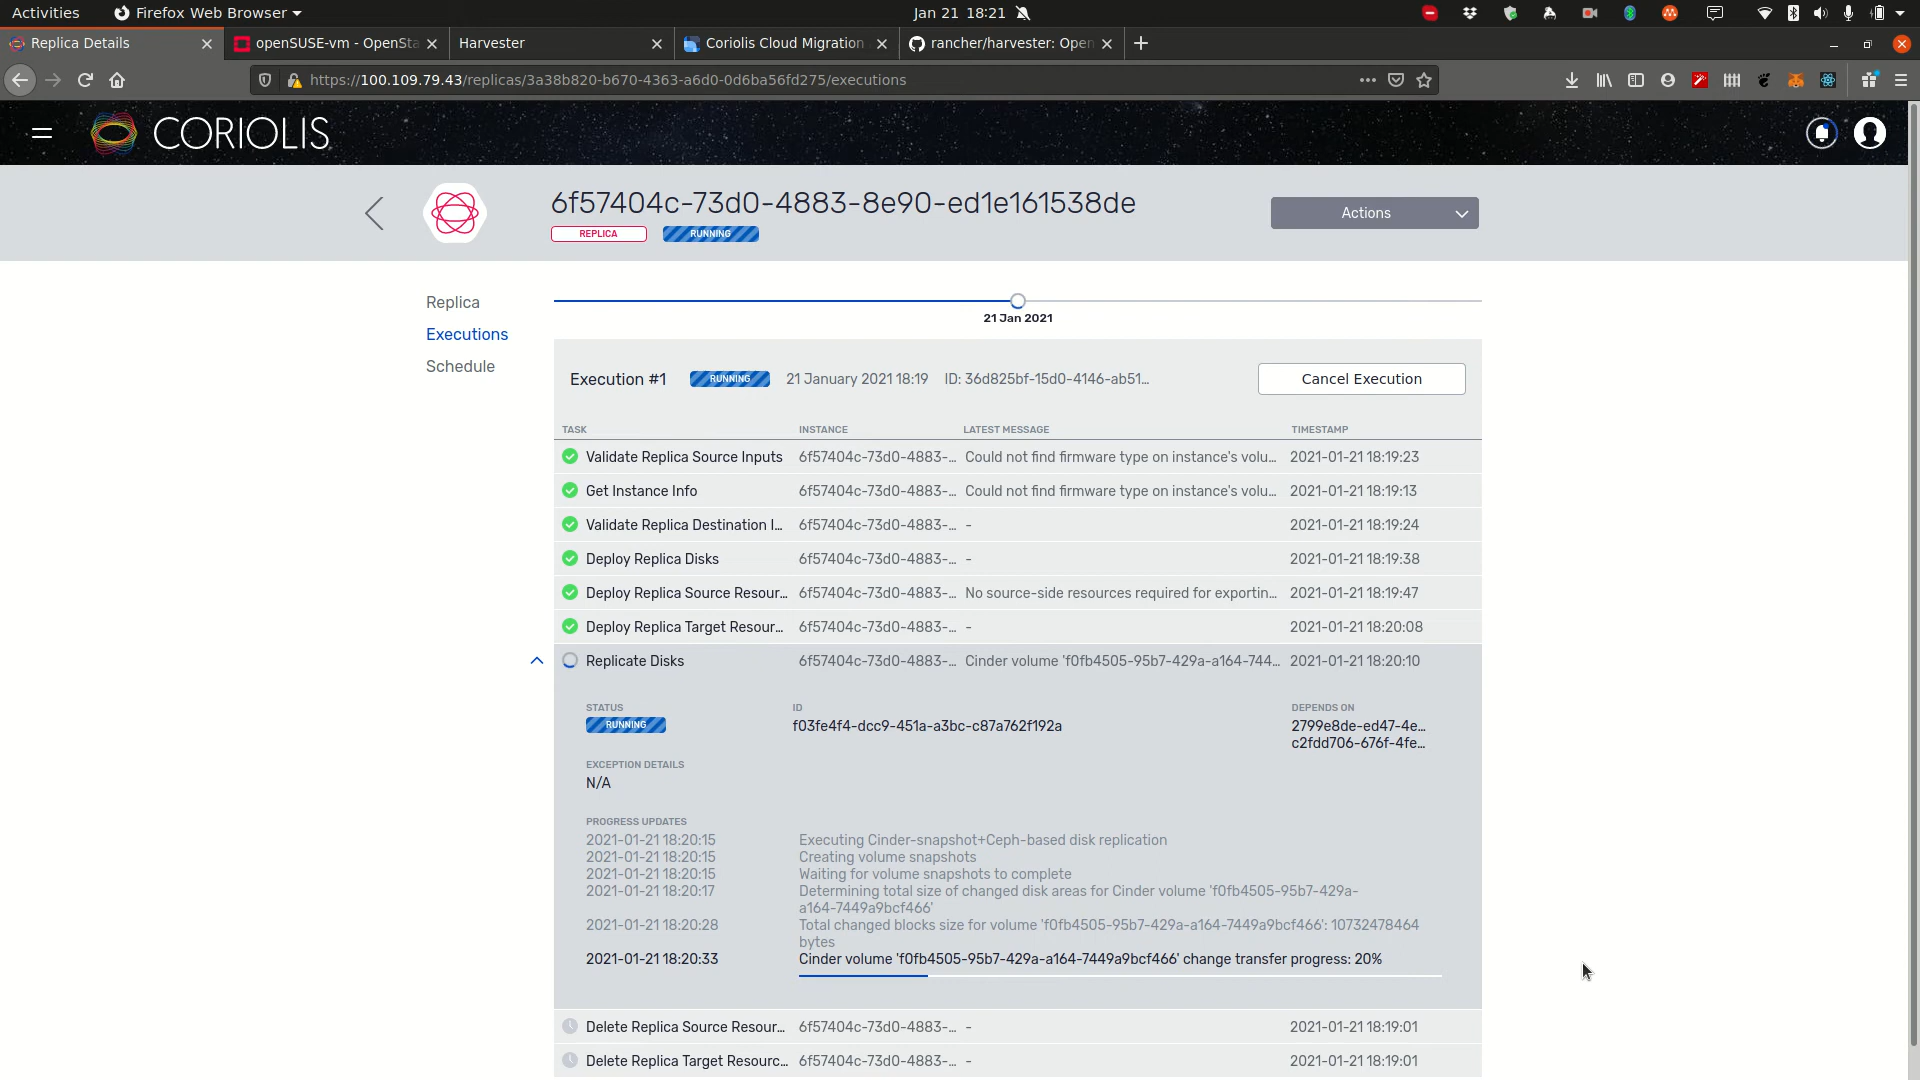 Activities
Firefox Web Browser
Jan 21 18:21
Replica Details
openSUSE-vm - OpenSta
Harvester
Coriolis Cloud Migration
rancher/harvester: Open
https://100.109.79.43/replicas/3a38b820-b670-4363-a6d0-0d6ba56fd275/executions
CORIOLIS
6f57404c-73d0-4883-8e90-ed1e161538de
REPLICA
RUNNING
Actions
Replica
Executions
Schedule
21 Jan 2021
Execution #1 RUNNING 21 January 2021 18:19 ID: 36d825bf-15d0-4146-ab51... Cancel Execution
TASK INSTANCE LATEST MESSAGE TIMESTAMP
Validate Replica Source Inputs 6f57404c-73d0-4883-... Could not find firmware type on instance's volu... 2021-01-21 18:19:23
Get Instance Info 6f57404c-73d0-4883-... Could not find firmware type on instance's volu... 2021-01-21 18:19:13
Validate Replica Destination I... 6f57404c-73d0-4883-... - 2021-01-21 18:19:24
Deploy Replica Disks 6f57404c-73d0-4883-... - 2021-01-21 18:19:38
Deploy Replica Source Resour... 6f57404c-73d0-4883-... No source-side resources required for exportin... 2021-01-21 18:19:47
Deploy Replica Target Resour... 6f57404c-73d0-4883-... - 2021-01-21 18:20:08
Replicate Disks 6f57404c-73d0-4883-... Cinder volume 'f0fb4505-95b7-429a-a164-744... 2021-01-21 18:20:10
STATUS ID DEPENDS ON
RUNNING f03fe4f4-dcc9-451a-a3bc-c87a762f192a 2799e8de-ed47-4e...
c2fdd706-676f-4fe...
EXCEPTION DETAILS
N/A
PROGRESS UPDATES
2021-01-21 18:20:15 Executing Cinder-snapshot+Ceph-based disk replication
2021-01-21 18:20:15 Creating volume snapshots
2021-01-21 18:20:15 Waiting for volume snapshots to complete
2021-01-21 18:20:17 Determining total size of changed disk areas for Cinder volume 'f0fb4505-95b7-429a-
a164-7449a9bcf466'
2021-01-21 18:20:28 Total changed blocks size for volume 'f0fb4505-95b7-429a-a164-7449a9bcf466': 10732478464
bytes
2021-01-21 18:20:33 Cinder volume 'f0fb4505-95b7-429a-a164-7449a9bcf466' change transfer progress: 20%
Delete Replica Source Resour... 6f57404c-73d0-4883-... - 2021-01-21 18:19:01
Delete Replica Target Resourc... 6f57404c-73d0-4883-... - 2021-01-21 18:19:01